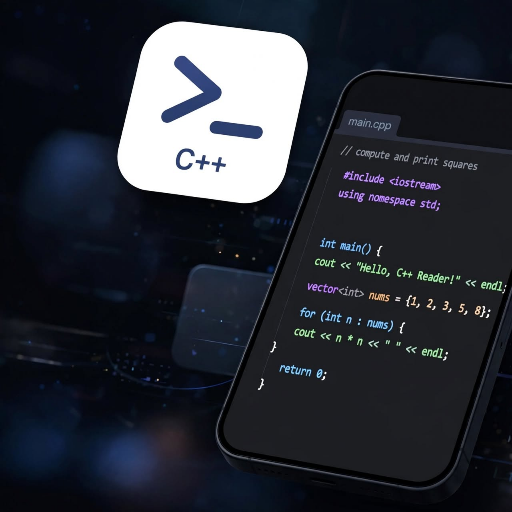 >_
C++
main.cpp
// compute and print squares
#include <iostream>
using nomespace std;
int main() {
cout << "Hello, C++ Reader!" << endl;
vector<int> nums = {1, 2, 3, 5, 8};
for (int n : nums) {
cout << n * n << " " << endl;
}
return 0;
}